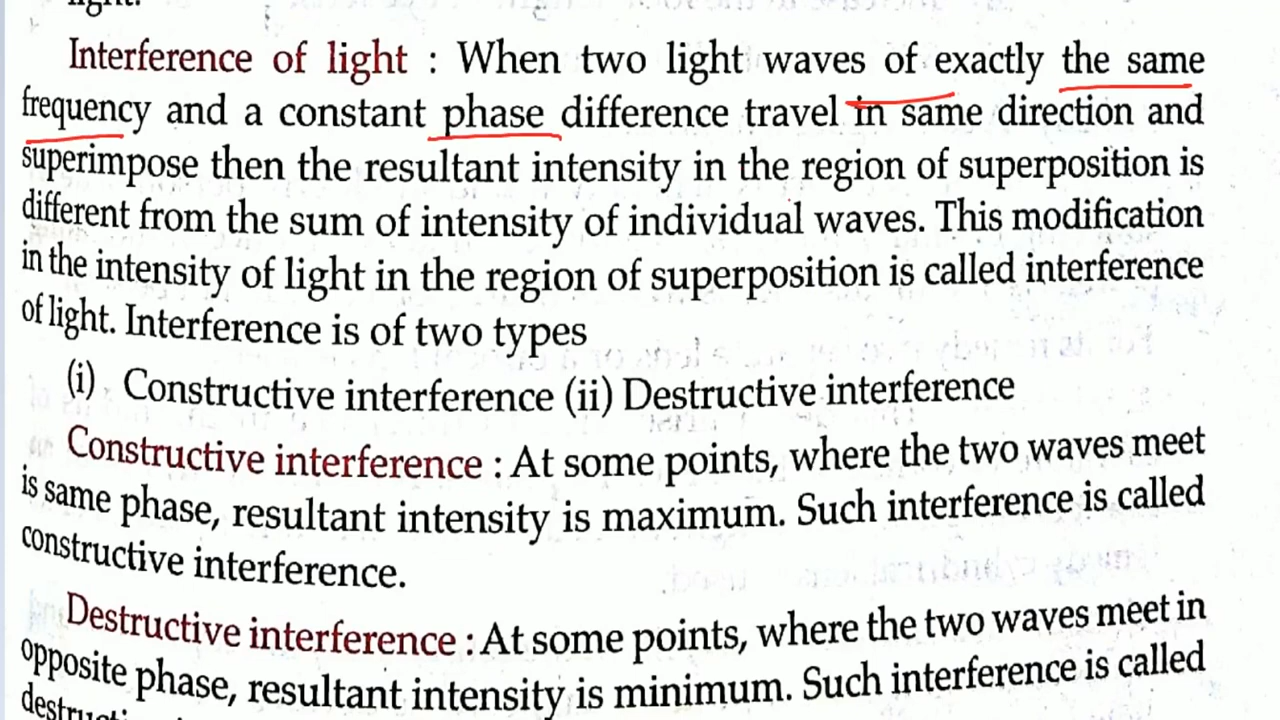 light.
Interference of light : When two light waves of exactly the same
frequency and a constant phase difference travel in same direction and
superimpose then the resultant intensity in the region of superposition is
different from the sum of intensity of individual waves. This modification
in the intensity of light in the region of superposition is called interference
of light. Interference is of two types
(i) Constructive interference (ii) Destructive interference
Constructive interference : At some points, where the two waves meet
is same phase, resultant intensity is maximum. Such interference is called
constructive interference.
Destructive interference : At some points, where the two waves meet in
opposite phase, resultant intensity is minimum. Such interference is called